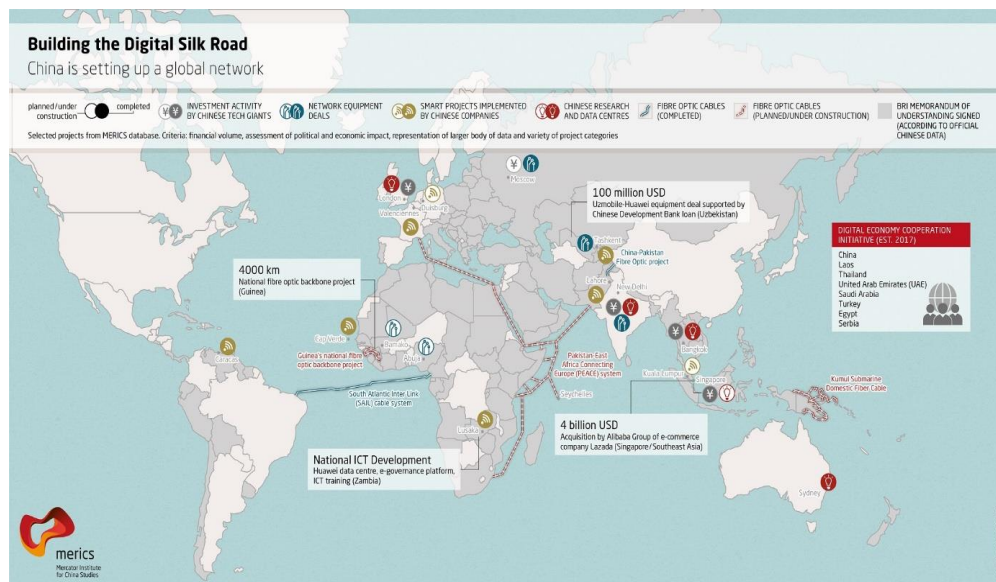 Building the Digital Silk Road
China is setting up a global network
planned/under
construction
completed
INVESTMENT ACTIVITY
BY CHINESE TECH GIANTS
NETWORK EQUIPMENT
DEALS
SMART PROJECTS IMPLEMENTED
BY CHINESE COMPANIES
CHINESE RESEARCH
AND DATA CENTRES
FIBRE OPTIC CABLES
(COMPLETED)
FIBRE OPTIC CABLES
(PLANNED/UNDER CONSTRUCTION)
BRI MEMORANDUM OF
UNDERSTANDING SIGNED
(ACCORDING TO OFFICIAL
CHINESE DATA)
Selected projects from MERICS database. Criteria: financial volume, assessment of political and economic impact, representation of larger body of data and variety of project categories
Moscow
London
Duisburg
Valenciennes
100 million USD
Uzmobile-Huawei equipment deal supported by
Chinese Development Bank loan (Uzbekistan)
Tashkent
China-Pakistan
Fibre Optic project
Lahore
New Delhi
DIGITAL ECONOMY COOPERATION
INITIATIVE (EST. 2017)
China
Laos
Thailand
United Arab Emirates (UAE)
Saudi Arabia
Turkey
Egypt
Serbia
4000 km
National fibre optic backbone project
(Guinea)
Cap Verde
Bamako
Abuja
Caracas
Guinea's national fibre
optic backbone project
South Atlantic Inter Link
(SAIL) cable system
Pakistan-East
Africa Connecting
Europe (PEACE) system
Seychelles
Bangkok
Kuala Lumpur
Singapore
Kumul Submarine
Domestic Fiber Cable
4 billion USD
Acquisition by Alibaba Group of e-commerce
company Lazada (Singapore/Southeast Asia)
Lusaka
National ICT Development
Huawei data centre, e-governance platform,
ICT training (Zambia)
Sydney
merics
Mercator Institute
for China Studies